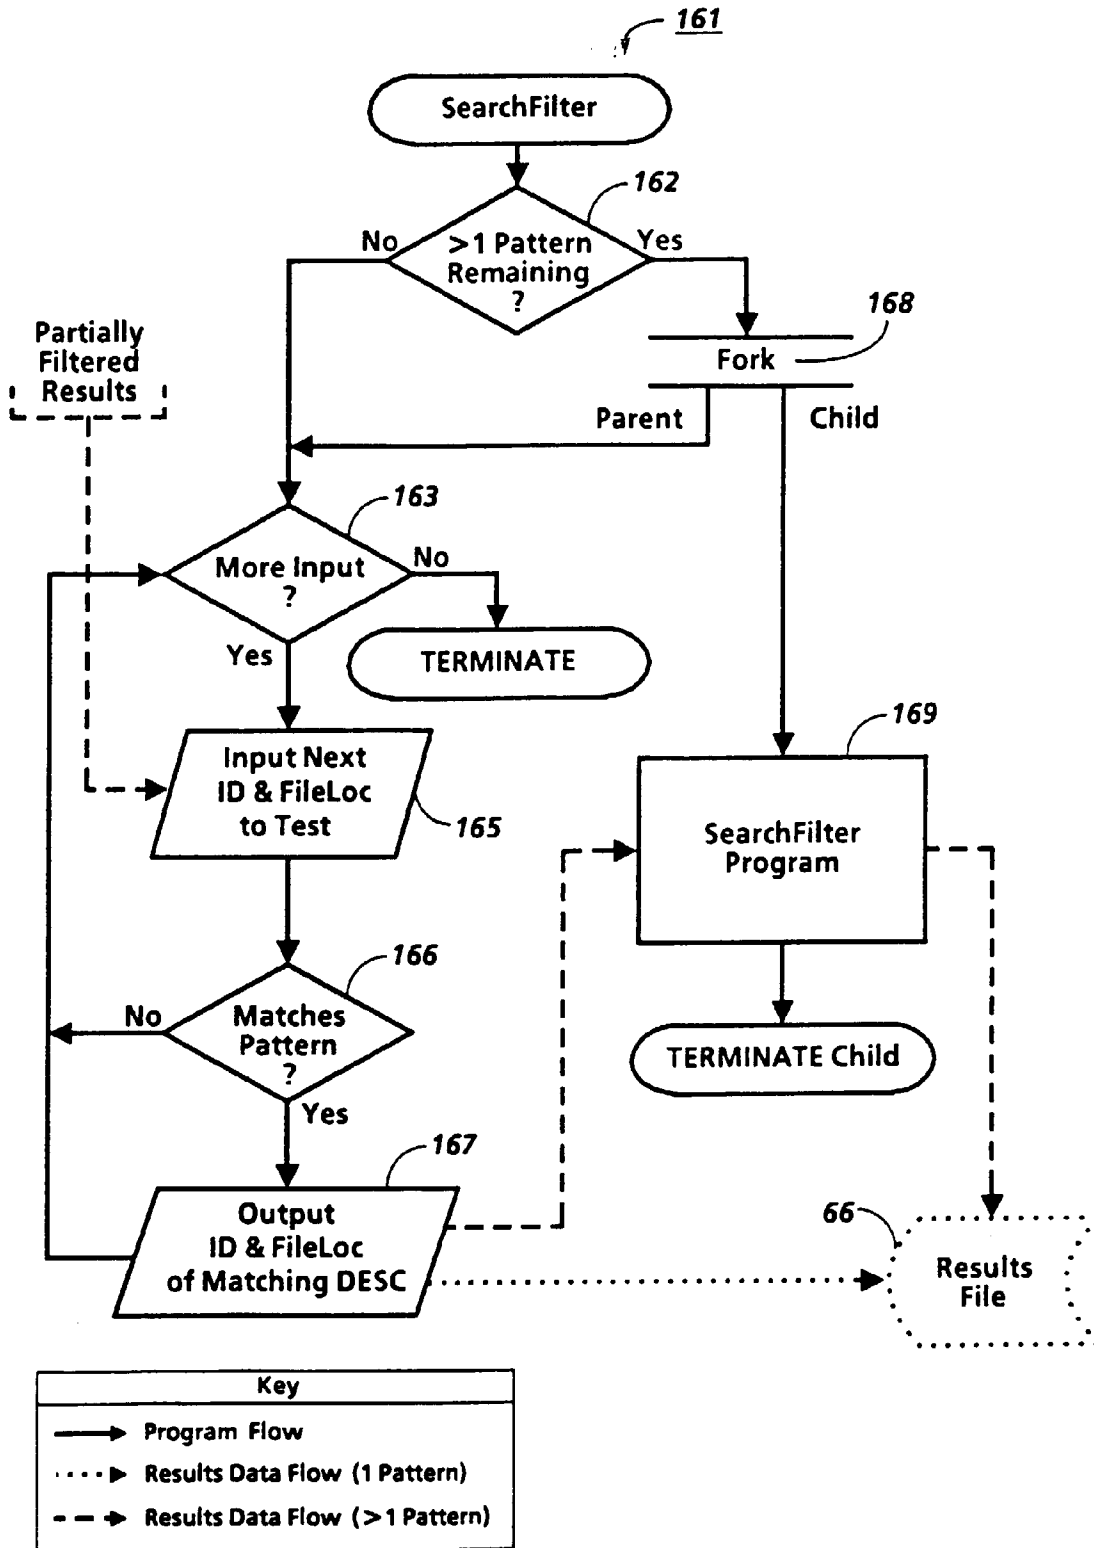 161
SearchFilter
162
No
>1 Pattern
Remaining
?
Yes
168
Partially
Filtered
Results
Fork
Parent
Child
163
More Input
?
No
Yes
TERMINATE
169
Input Next
ID & FileLoc
to Test
165
SearchFilter
Program
166
No
Matches
Pattern
?
TERMINATE Child
Yes
167
66
Output
ID & FileLoc
of Matching DESC
Results
File
Key
Program Flow
Results Data Flow (1 Pattern)
Results Data Flow (>1 Pattern)